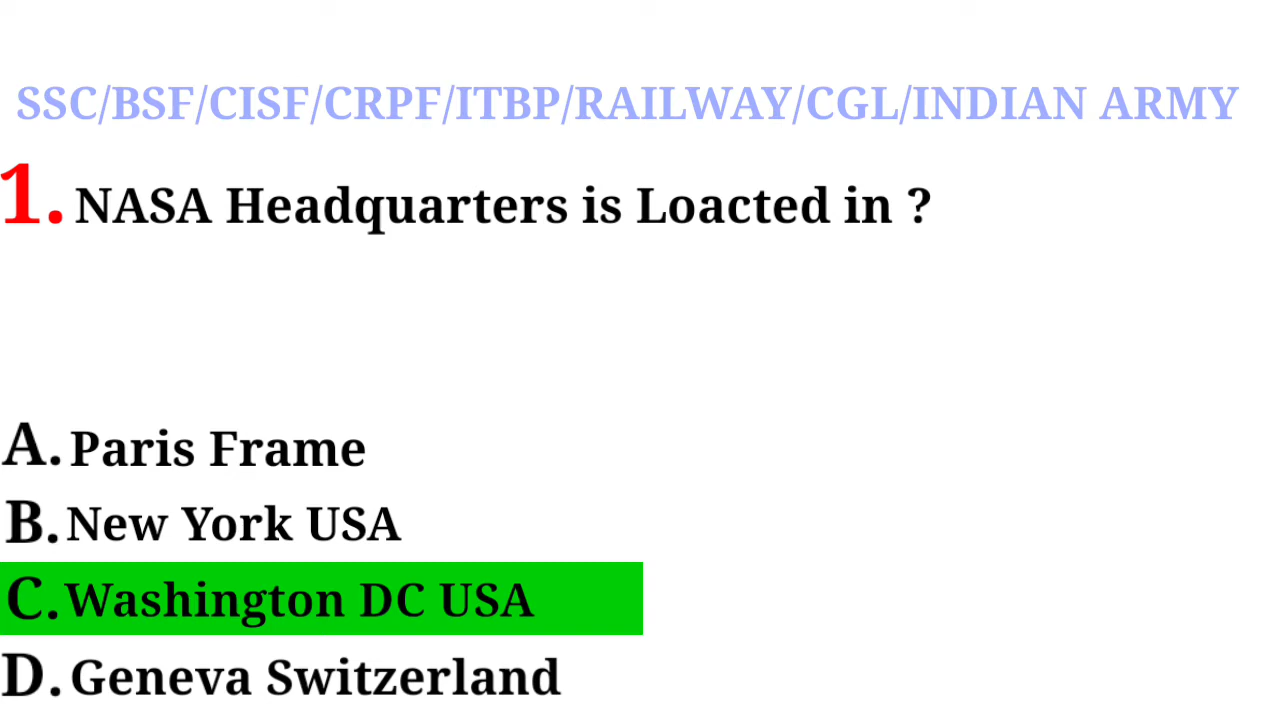 SSC/BSF/CISF/CRPF/ITBP/RAILWAY/CGL/INDIAN ARMY
1. NASA Headquarters is Loacted in ?
A. Paris Frame
B. New York USA
C. Washington DC USA
D. Geneva Switzerland